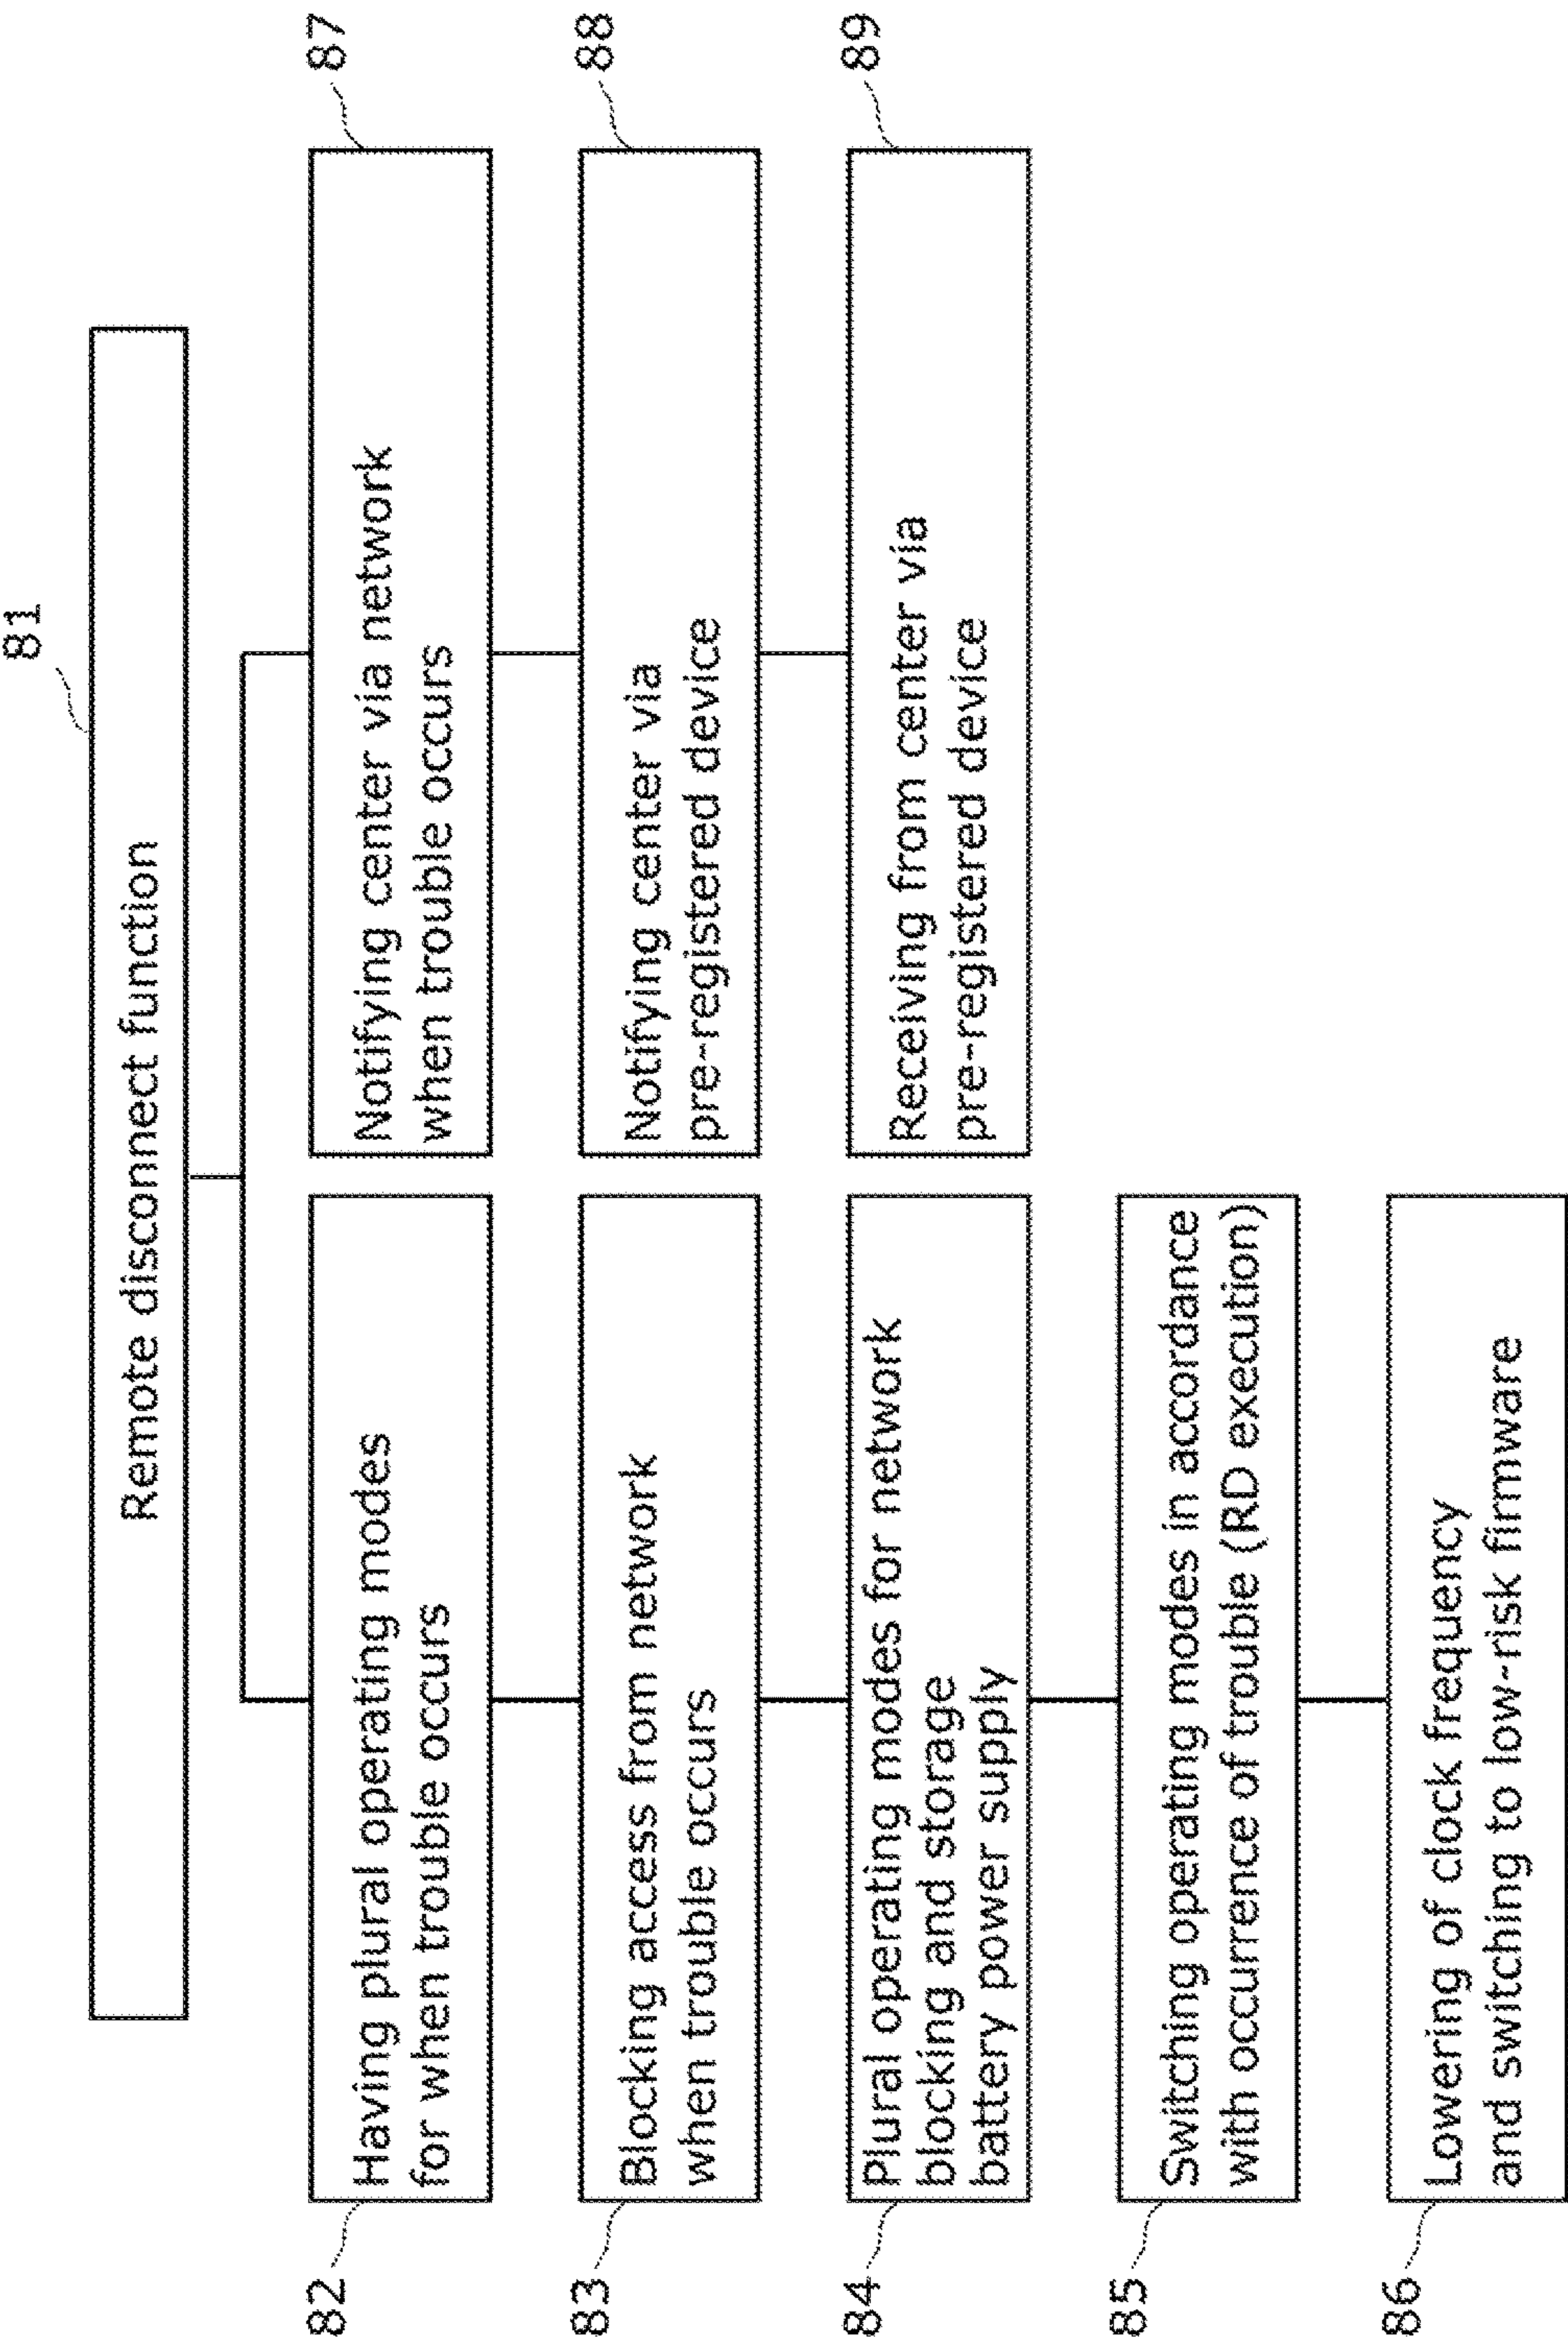 81
Remote disconnect function
82
Having plural operating modes
for when trouble occurs
83
Blocking access from network
when trouble occurs
84
Plural operating modes for network
blocking and storage
battery power supply
85
Switching operating modes in accordance
with occurrence of trouble (RD execution)
86
Lowering of clock frequency
and switching to low-risk firmware
87
Notifying center via network
when trouble occurs
88
Notifying center via
pre-registered device
89
Receiving from center via
pre-registered device